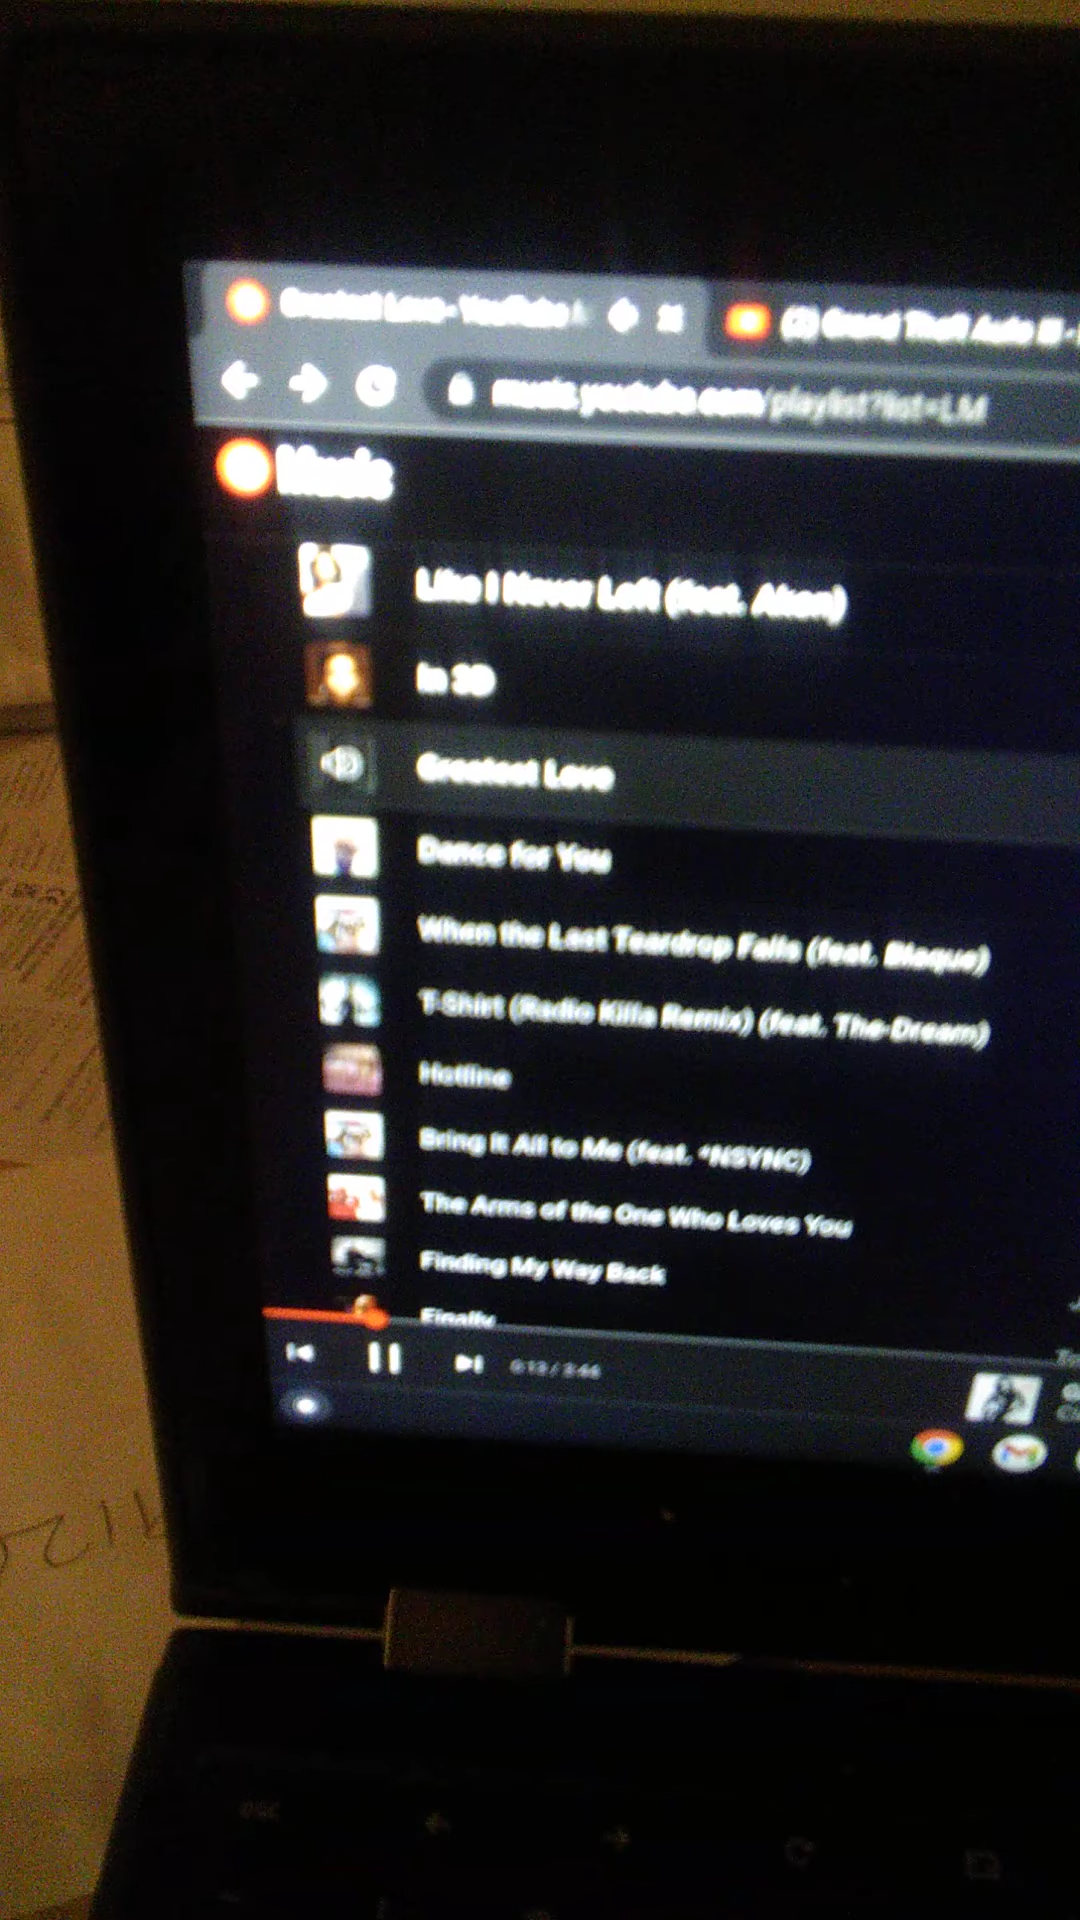 Greatest Love - YouTube
(2) Grand Theft Auto III -
music.youtube.com/playlist?list=LM
Music
Like I Never Left (feat. Akon)
In 3D
Greatest Love
Dance for You
When the Last Teardrop Falls (feat. Blaque)
T-Shirt (Radio Killa Remix) (feat. The-Dream)
Hotline
Bring It All to Me (feat. *NSYNC)
The Arms of the One Who Loves You
Finding My Way Back
Finally
esc